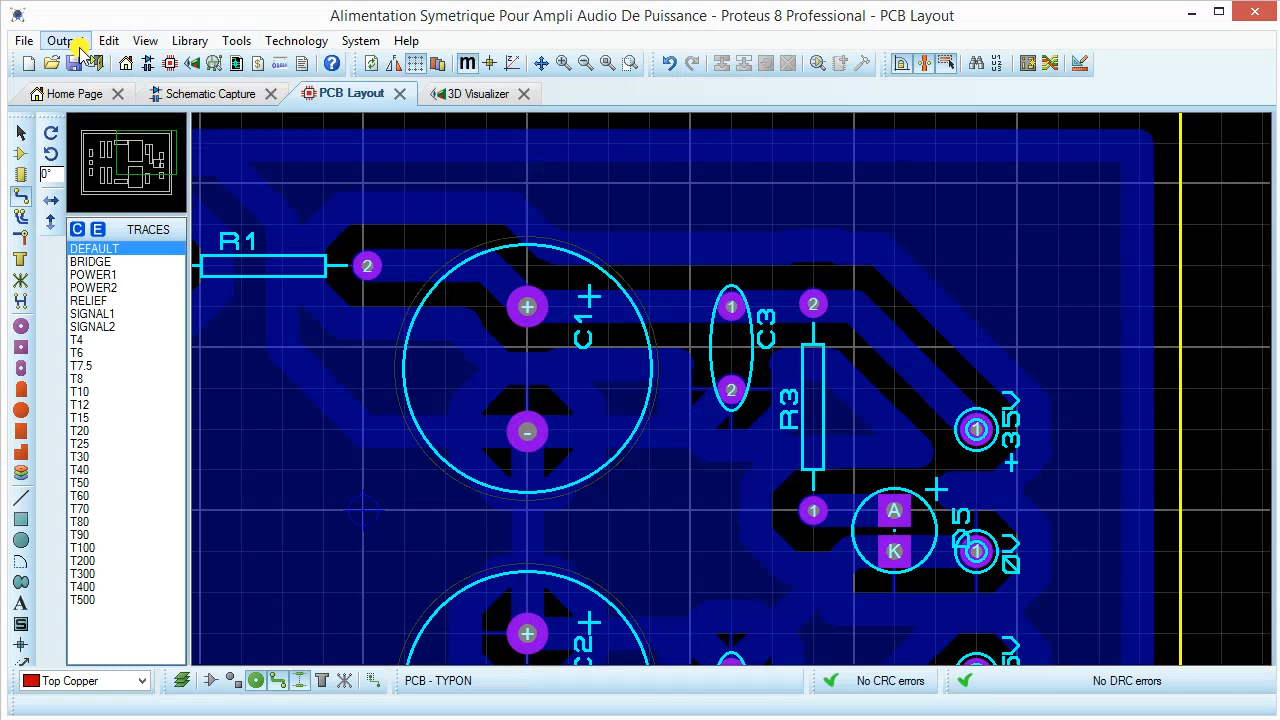 Alimentation Symetrique Pour Ampli Audio De Puissance - Proteus 8 Professional - PCB Layout
File Output Edit View Library Tools Technology System Help
Home Page Schematic Capture PCB Layout 3D Visualizer
0°
C E TRACES
DEFAULT
BRIDGE
POWER1
POWER2
RELIEF
SIGNAL1
SIGNAL2
T4
T6
T7.5
T8
T10
T12
T15
T20
T25
T30
T40
T50
T60
T70
T80
T90
T100
T200
T300
T400
T500
R1
2
+
C1
+
-
1
2
C3
2
R3
1
1
+35V
+
A
K
D5
1
0V
+
C2
+
5V
Top Copper PCB - TYPON No CRC errors No DRC errors